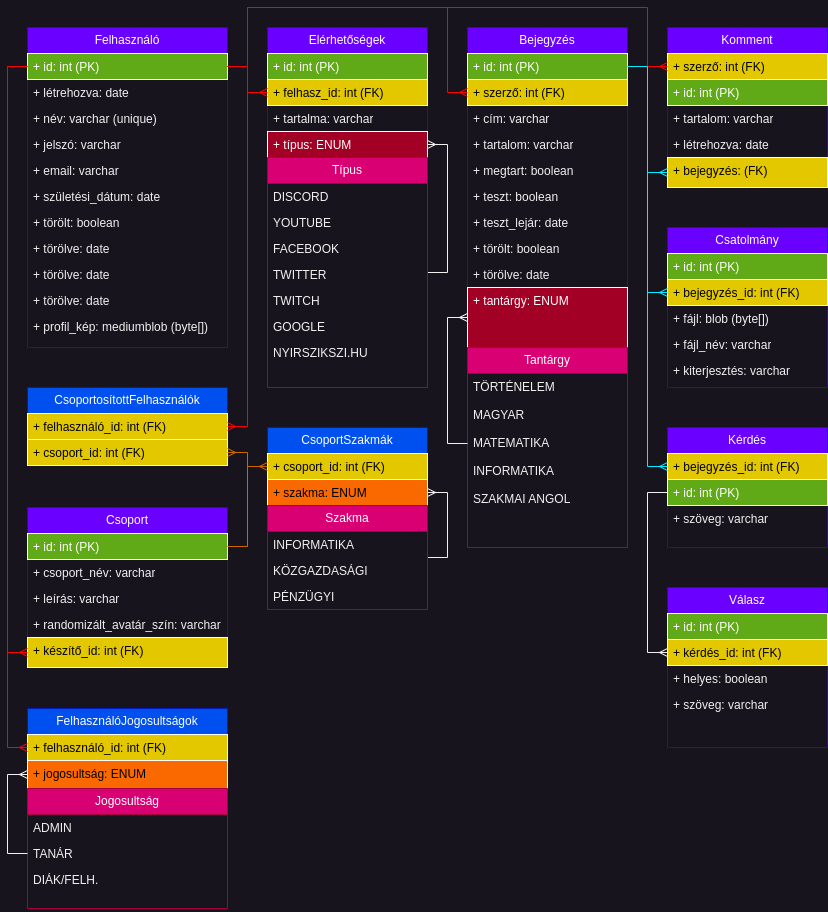 Felhasználó
+ id: int (PK)
+ létrehozva: date
+ név: varchar (unique)
+ jelszó: varchar
+ email: varchar
+ születési_dátum: date
+ törölt: boolean
+ törölve: date
+ törölve: date
+ törölve: date
+ profil_kép: mediumblob (byte[])
CsoportosítottFelhasználók
+ felhasználó_id: int (FK)
+ csoport_id: int (FK)
Csoport
+ id: int (PK)
+ csoport_név: varchar
+ leírás: varchar
+ randomizált_avatár_szín: varchar
+ készítő_id: int (FK)
FelhasználóJogosultságok
+ felhasználó_id: int (FK)
+ jogosultság: ENUM
Jogosultság
ADMIN
TANÁR
DIÁK/FELH.
Elérhetőségek
+ id: int (PK)
+ felhasz_id: int (FK)
+ tartalma: varchar
+ típus: ENUM
Típus
DISCORD
YOUTUBE
FACEBOOK
TWITTER
TWITCH
GOOGLE
NYIRSZIKSZI.HU
CsoportSzakmák
+ csoport_id: int (FK)
+ szakma: ENUM
Szakma
INFORMATIKA
KÖZGAZDASÁGI
PÉNZÜGYI
Bejegyzés
+ id: int (PK)
+ szerző: int (FK)
+ cím: varchar
+ tartalom: varchar
+ megtart: boolean
+ teszt: boolean
+ teszt_lejár: date
+ törölt: boolean
+ törölve: date
+ tantárgy: ENUM
Tantárgy
TÖRTÉNELEM
MAGYAR
MATEMATIKA
INFORMATIKA
SZAKMAI ANGOL
Komment
+ szerző: int (FK)
+ id: int (PK)
+ tartalom: varchar
+ létrehozva: date
+ bejegyzés: (FK)
Csatolmány
+ id: int (PK)
+ bejegyzés_id: int (FK)
+ fájl: blob (byte[])
+ fájl_név: varchar
+ kiterjesztés: varchar
Kérdés
+ bejegyzés_id: int (FK)
+ id: int (PK)
+ szöveg: varchar
Válasz
+ id: int (PK)
+ kérdés_id: int (FK)
+ helyes: boolean
+ szöveg: varchar